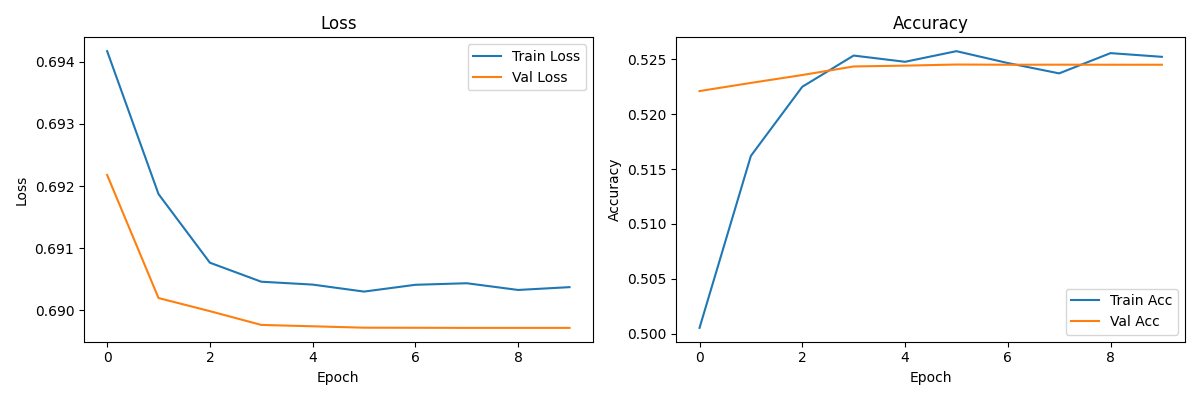 Loss
0.694
0.693
0.692
0.691
0.690
Loss
0 2 4 6 8
Epoch
Train Loss
Val Loss
Accuracy
0.525
0.520
0.515
0.510
0.505
0.500
Accuracy
0 2 4 6 8
Epoch
Train Acc
Val Acc